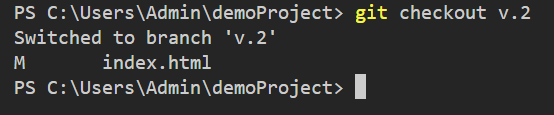 PS C:\Users\Admin\demoProject> git checkout v.2
Switched to branch 'v.2'
M       index.html
PS C:\Users\Admin\demoProject>